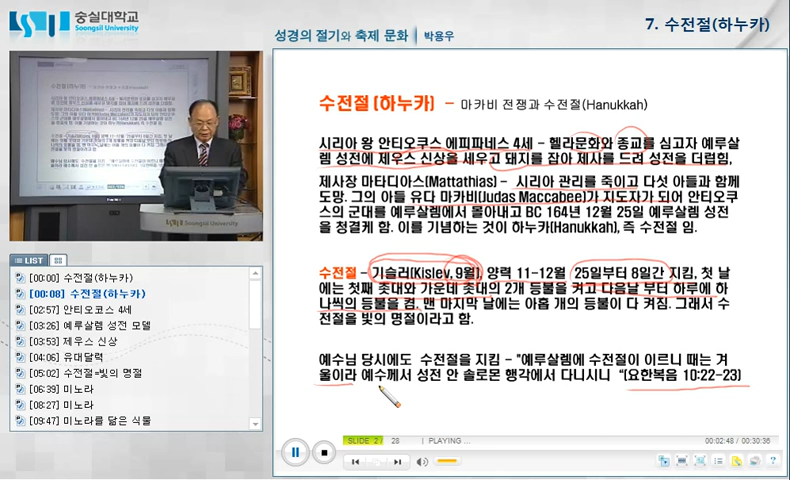 숭실대학교
Soongsil University
성경의 절기와 축제 문화 | 박용우
7. 수전절(하누카)
수전절(하누카) - 마카비 전쟁과 수전절(Hanukkah)
시리아 왕 안티오쿠스 에피파네스 4세 - 헬라문화와 종교를 심고자 예루살
렘 성전에 제우스 신상을 세우고 돼지를 잡아 제사를 드려 성전을 더럽힘,
제사장 마타디아스(Mattathias) - 시리아 관리를 죽이고 다섯 아들과 함께
도망. 그의 아들 유다 마카비(Judas Maccabee)가 지도자가 되어 안티오쿠
스의 군대를 예루살렘에서 몰아내고 BC 164년 12월 25일 예루살렘 성전
을 청결케 함. 이를 기념하는 것이 하누카(Hanukkah), 즉 수전절 임.
수전절 - 기슬러(Kislev, 9월), 양력 11-12월 25일부터 8일간 지킴, 첫 날
에는 첫째 촛대와 가운데 촛대의 2개 등불을 켜고 다음날 부터 하루에 하
나씩의 등불을 켬. 맨 마지막 날에는 아홉 개의 등불이 다 켜짐. 그래서 수
전절을 빛의 명절이라고 함.
예수님 당시에도 수전절을 지킴 - "예루살렘에 수전절이 이르니 때는 겨
울이라 예수께서 성전 안 솔로몬 행각에서 다니시니 "(요한복음 10:22-23)
Soongsil University
LIST
[00:00] 수전절(하누카)
[00:08] 수전절(하누카)
[02:57] 안티오쿠스 4세
[03:26] 예루살렘 성전 모델
[03:53] 제우스 신상
[04:06] 유대달력
[05:02] 수전절=빛의 명절
[06:39] 미노라
[08:27] 미노라
[09:47] 미노라를 닮은 식물
SLIDE 2 / 28 | PLAYING ...
00:02:48 / 00:30:36